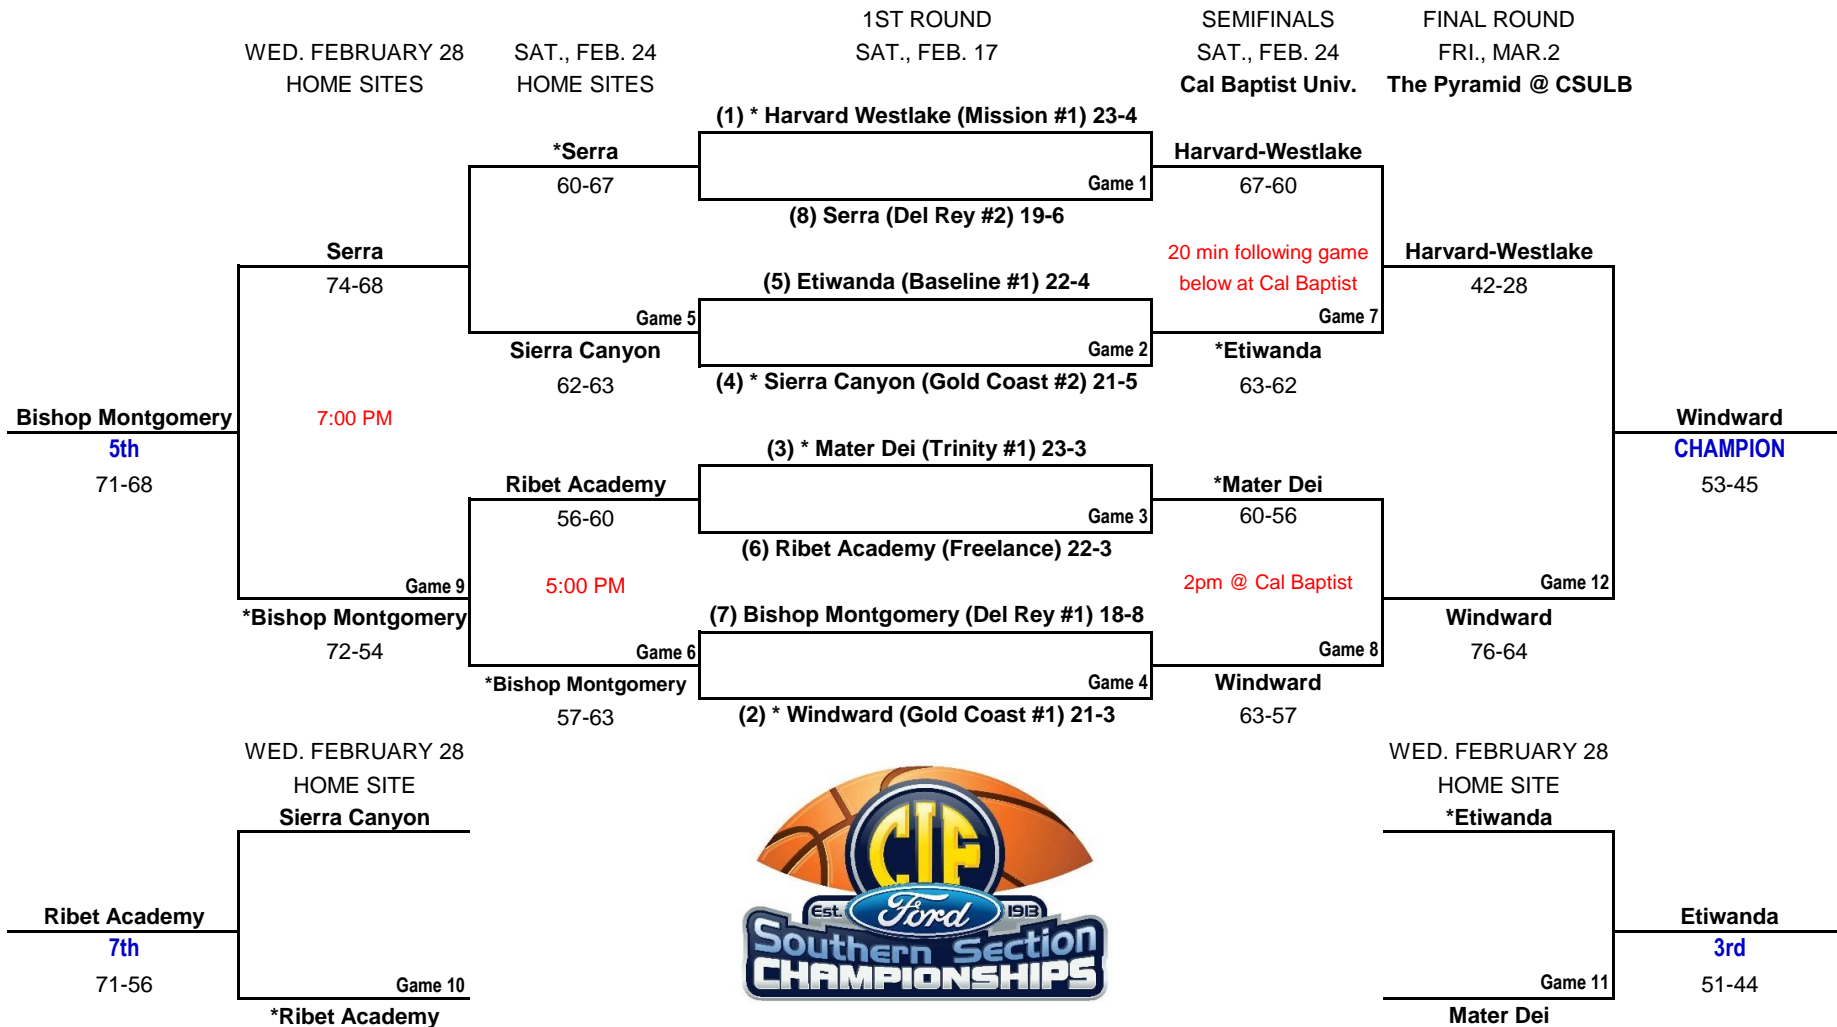 1ST ROUND
SEMIFINALS
FINAL ROUND
WED. FEBRUARY 28
SAT., FEB. 24
SAT., FEB. 17
SAT., FEB. 24
FRI., MAR.2
HOME SITES
HOME SITES
Cal Baptist Univ.
The Pyramid @ CSULB
(1) * Harvard Westlake (Mission #1) 23-4
*Serra
Harvard-Westlake
60-67
Game 1
67-60
(8) Serra (Del Rey #2) 19-6
Serra
20 min following game
Harvard-Westlake
74-68
(5) Etiwanda (Baseline #1) 22-4
below at Cal Baptist
42-28
Game 5
Game 7
Sierra Canyon
Game 2
*Etiwanda
62-63
(4) * Sierra Canyon (Gold Coast #2) 21-5
63-62
Bishop Montgomery
7:00 PM
Windward
5th
(3) * Mater Dei (Trinity #1) 23-3
CHAMPION
71-68
Ribet Academy
*Mater Dei
53-45
56-60
Game 3
60-56
(6) Ribet Academy (Freelance) 22-3
Game 9
5:00 PM
2pm @ Cal Baptist
Game 12
*Bishop Montgomery
(7) Bishop Montgomery (Del Rey #1) 18-8
Windward
72-54
Game 6
Game 8
76-64
*Bishop Montgomery
Game 4
Windward
57-63
(2) * Windward (Gold Coast #1) 21-3
63-57
WED. FEBRUARY 28
WED. FEBRUARY 28
HOME SITE
HOME SITE
Sierra Canyon
*Etiwanda
CIF
Ribet Academy
Est.
Ford
1913
Etiwanda
7th
Southern Section
3rd
71-56
Game 10
CHAMPIONSHIPS
Game 11
51-44
*Ribet Academy
Mater Dei